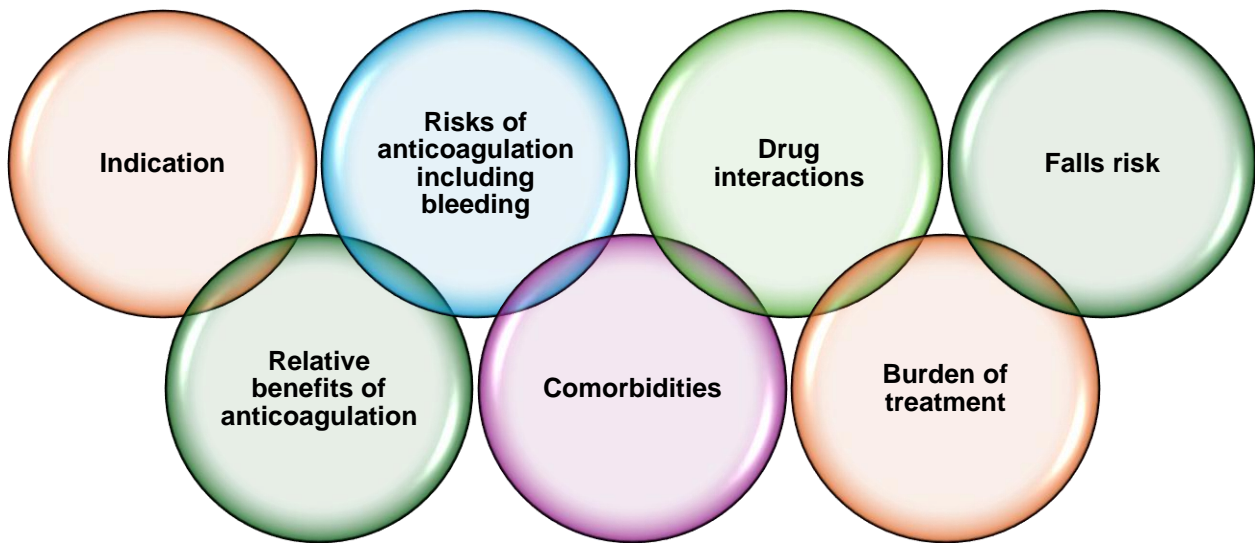 Indication
Risks of
anticoagulation
including
bleeding
Drug
interactions
Falls risk
Relative
benefits of
anticoagulation
Comorbidities
Burden of
treatment